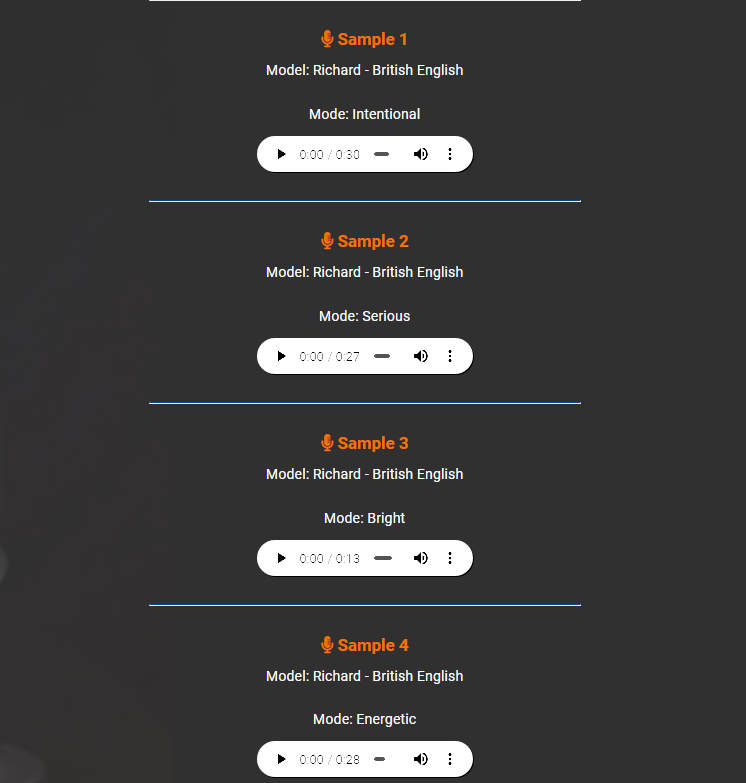 Sample 1
Model: Richard - British English
Mode: Intentional
0:00 / 0:30
Sample 2
Model: Richard - British English
Mode: Serious
0:00 / 0:27
Sample 3
Model: Richard - British English
Mode: Bright
0:00 / 0:13
Sample 4
Model: Richard - British English
Mode: Energetic
0:00 / 0:28